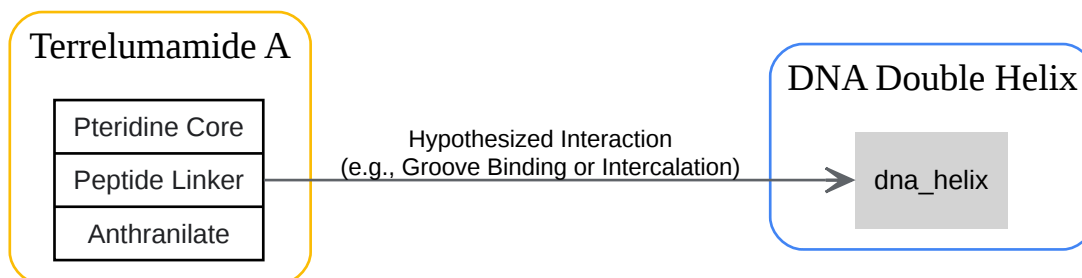 Terrelumamide A
Pteridine Core
Peptide Linker
Anthranilate
Hypothesized Interaction
(e.g., Groove Binding or Intercalation)
DNA Double Helix
dna_helix